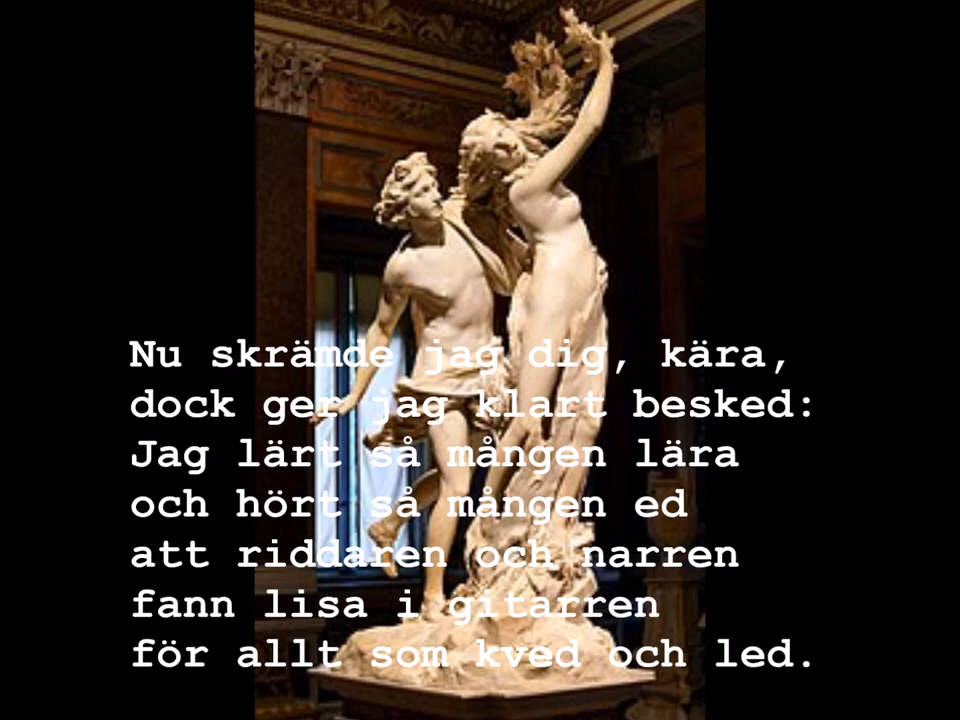 Nu skrämde jag dig, kära,
dock ger jag klart besked:
Jag lärt så mången lära
och hört så mången ed
att riddaren och narren
fann lisa i gitarren
för allt som kved och led.